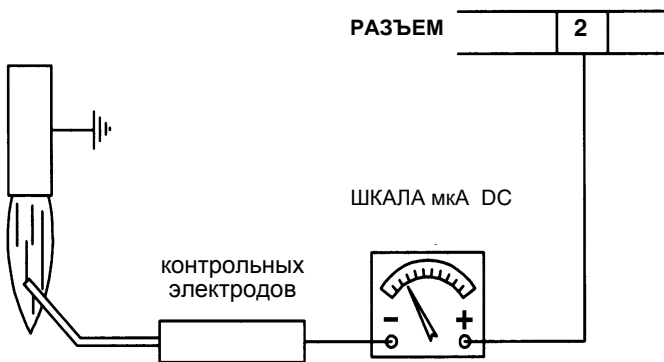 РАЗЪЕМ 2
ШКАЛА мкА DC
контрольных
электродов
- +